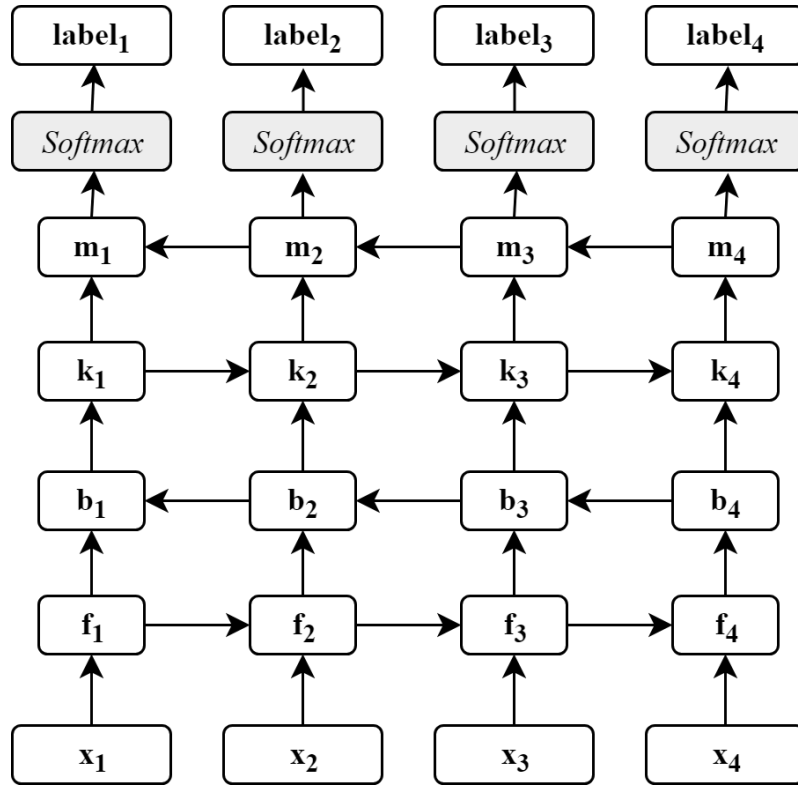 label₁ label₂ label₃ label₄
Softmax Softmax Softmax Softmax
m₁ m₂ m₃ m₄
k₁ k₂ k₃ k₄
b₁ b₂ b₃ b₄
f₁ f₂ f₃ f₄
x₁ x₂ x₃ x₄